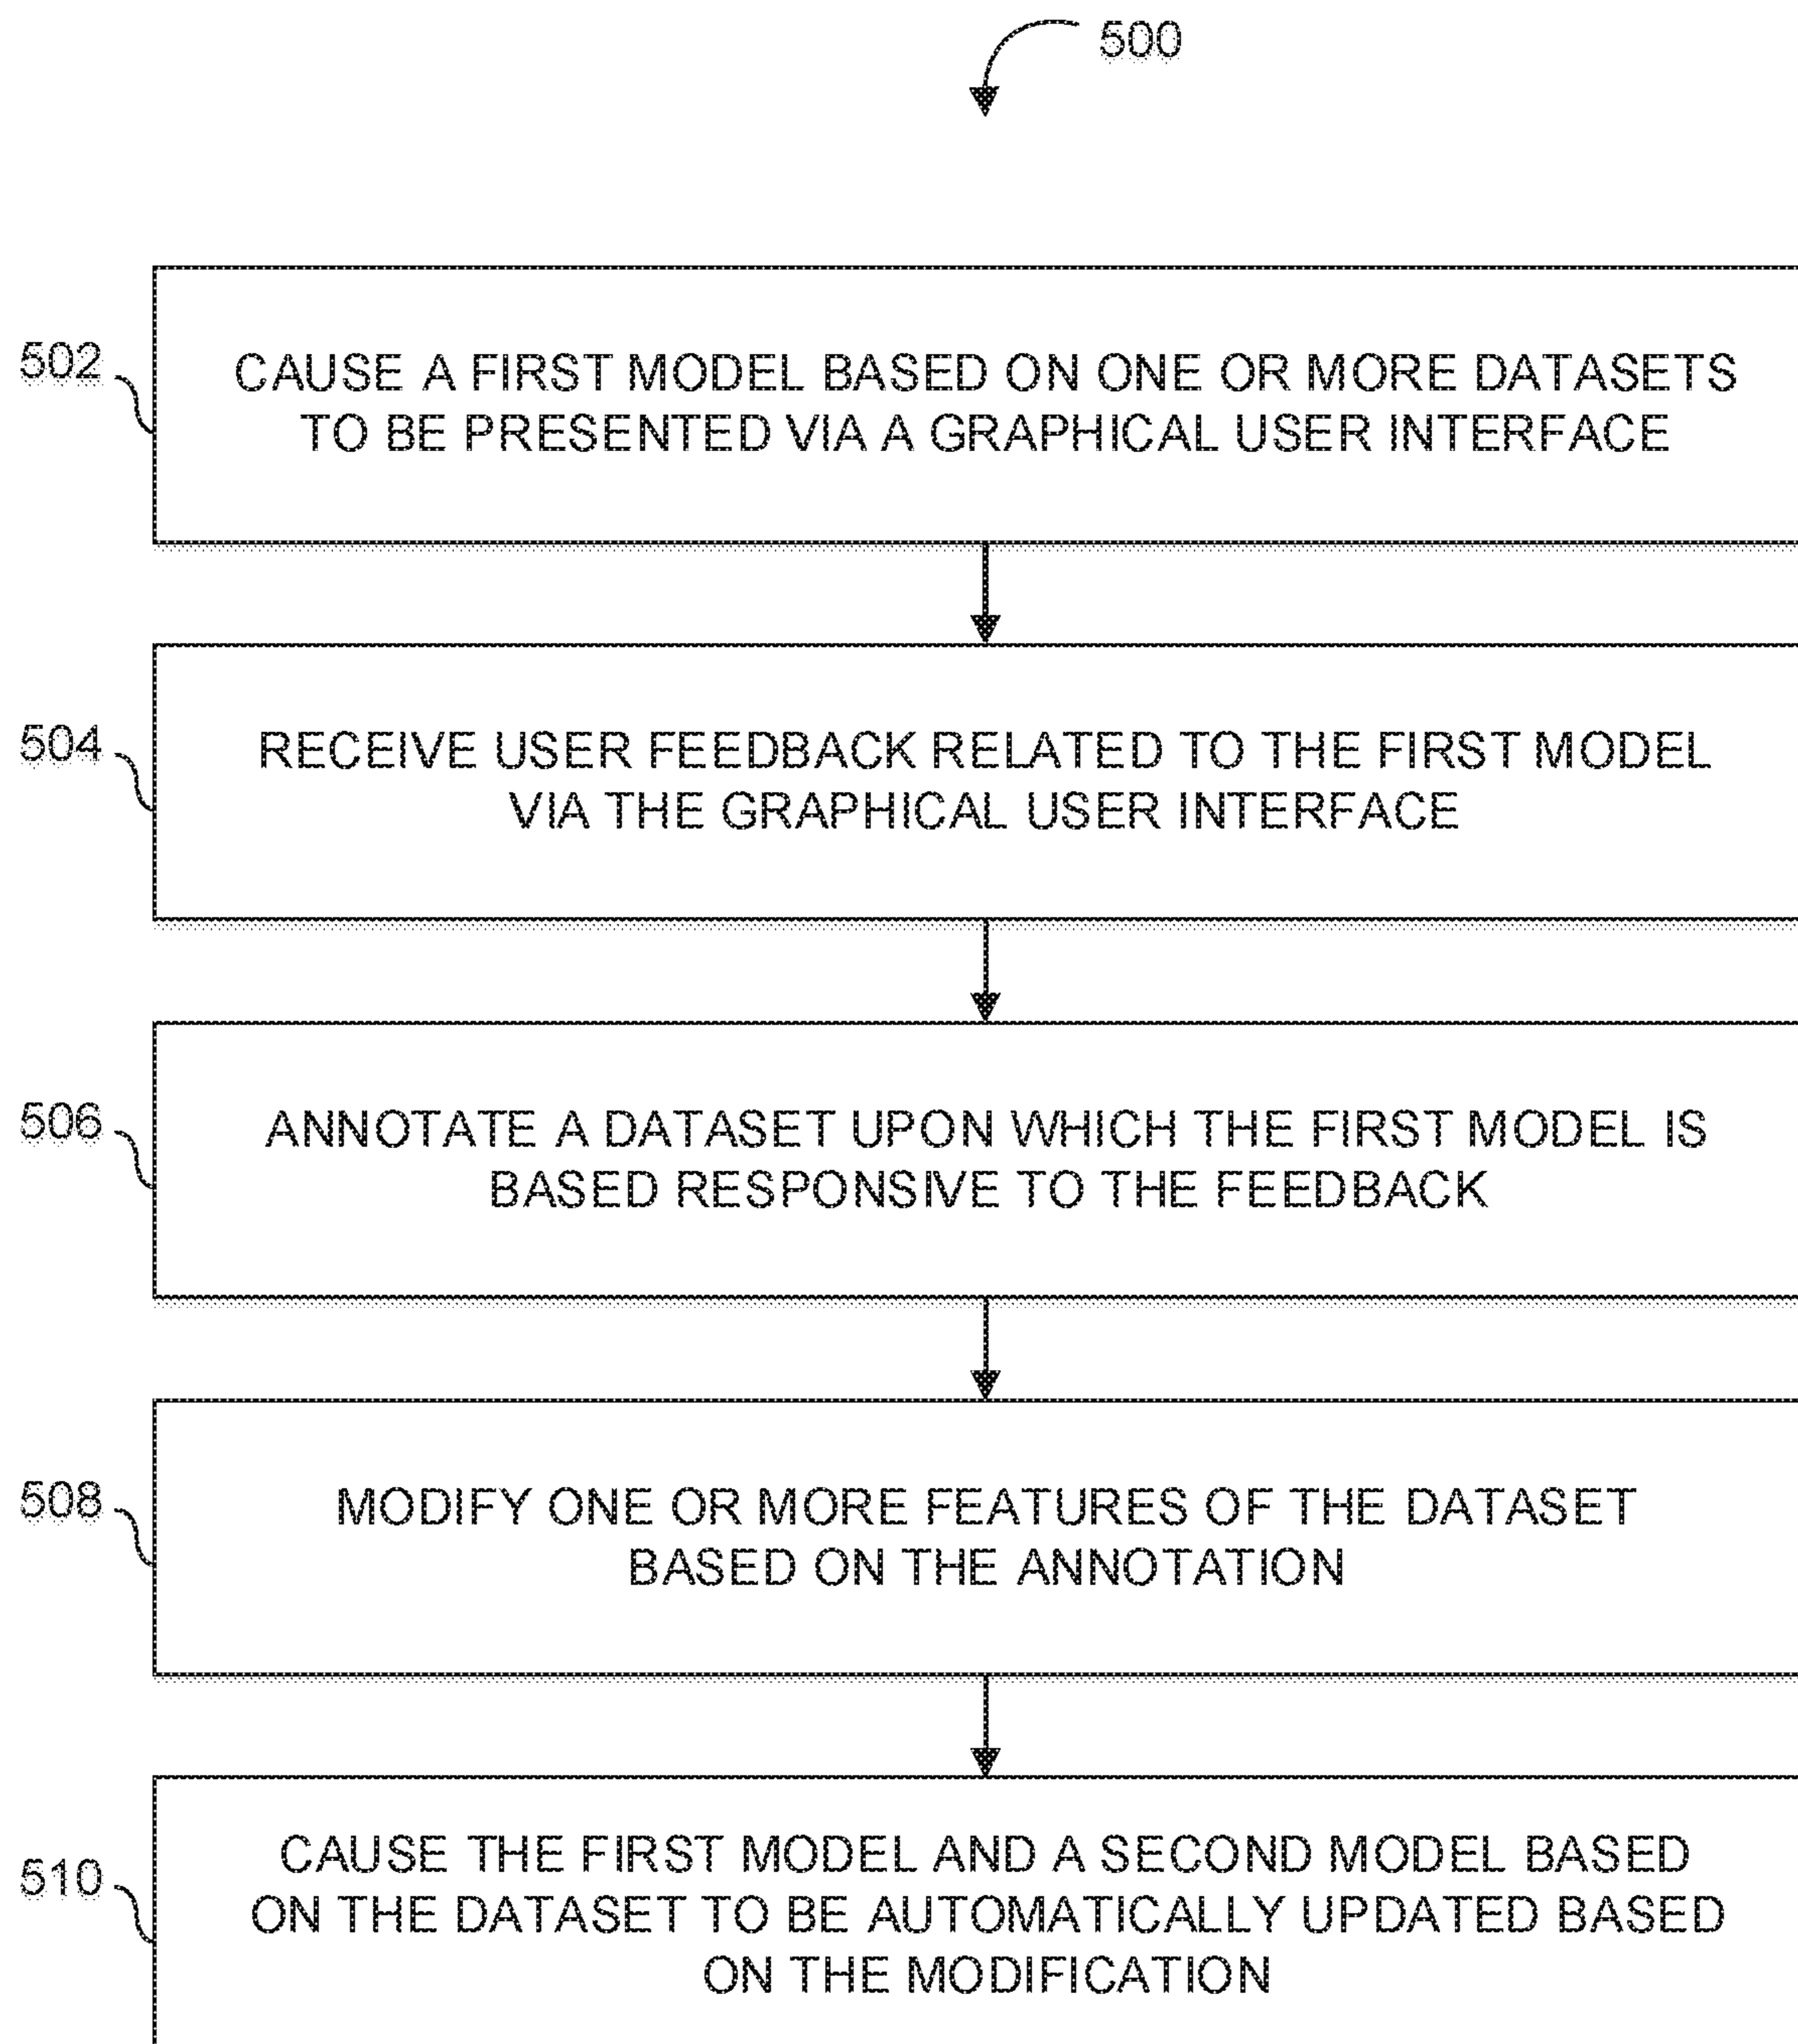 500
502
CAUSE A FIRST MODEL BASED ON ONE OR MORE DATASETS
TO BE PRESENTED VIA A GRAPHICAL USER INTERFACE
504
RECEIVE USER FEEDBACK RELATED TO THE FIRST MODEL
VIA THE GRAPHICAL USER INTERFACE
506
ANNOTATE A DATASET UPON WHICH THE FIRST MODEL IS
BASED RESPONSIVE TO THE FEEDBACK
508
MODIFY ONE OR MORE FEATURES OF THE DATASET
BASED ON THE ANNOTATION
510
CAUSE THE FIRST MODEL AND A SECOND MODEL BASED
ON THE DATASET TO BE AUTOMATICALLY UPDATED BASED
ON THE MODIFICATION